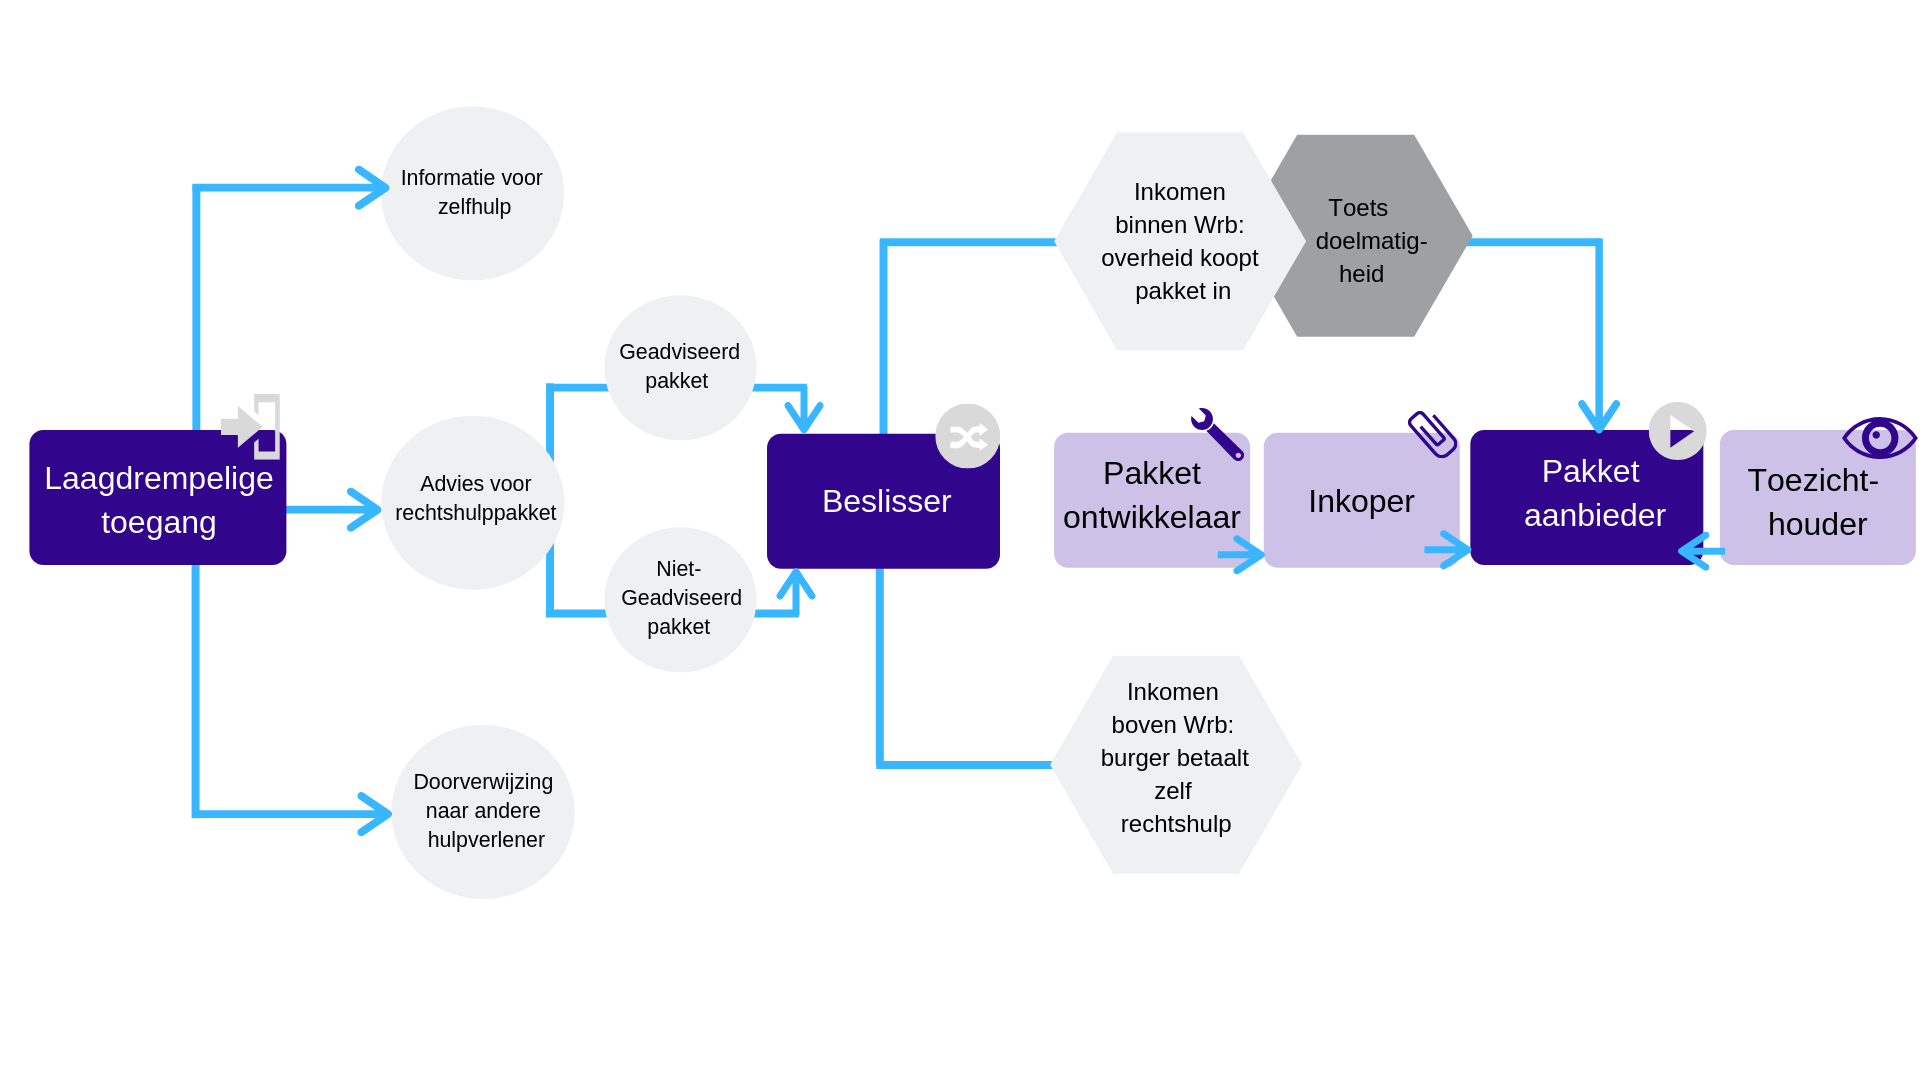 Informatie voor
zelfhulp
Laagdrempelige
toegang
Advies voor
rechtshulppakket
Doorverwijzing
naar andere
hulpverlener
Geadviseerd
pakket
Niet-
Geadviseerd
pakket
Beslisser
Inkomen
binnen Wrb:
overheid koopt
pakket in
Toets
doelmatig-
heid
Pakket
ontwikkelaar
Inkoper
Pakket
aanbieder
Toezicht-
houder
Inkomen
boven Wrb:
burger betaalt
zelf
rechtshulp